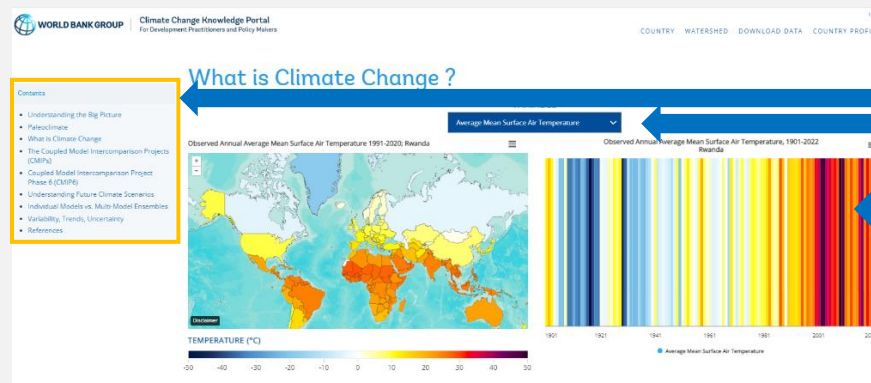 WORLD BANK GROUP
Climate Change Knowledge Portal
For Development Practitioners and Policy Makers
COUNTRY WATERSHED DOWNLOAD DATA COUNTRY PROFI
What is Climate Change ?
Contents
Understanding the Big Picture
Paleoclimate
What is Climate Change
The Coupled Model Intercomparison Projects
(CMIPs)
Coupled Model Intercomparison Project
Phase 6 (CMIP6)
Understanding Future Climate Scenarios
Individual Models vs. Multi-Model Ensembles
Variability, Trends, Uncertainty
References
Average Mean Surface Air Temperature
Observed Annual Average Mean Surface Air Temperature 1991-2020; Rwanda
Disclaimer
TEMPERATURE (°C)
-50 -40 -30 -20 -10 0 10 20 30 40 50
Observed Annual Average Mean Surface Air Temperature, 1901-2022
Rwanda
1901 1921 1941 1961 1981 2001 20
Average Mean Surface Air Temperature